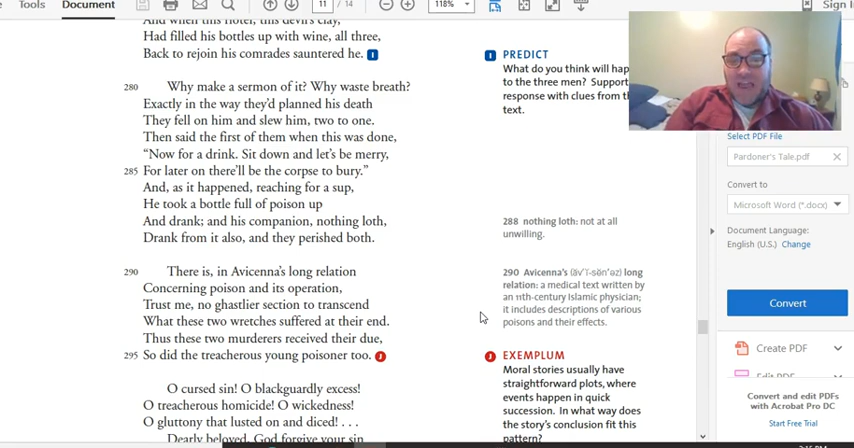 Tools
Document
11 / 14
118%
Sign In
And when this rioter, this devil's clay,
Had filled his bottles up with wine, all three,
Back to rejoin his comrades sauntered he. I
280 Why make a sermon of it? Why waste breath?
Exactly in the way they'd planned his death
They fell on him and slew him, two to one.
Then said the first of them when this was done,
“Now for a drink. Sit down and let's be merry,
285 For later on there'll be the corpse to bury.”
And, as it happened, reaching for a sup,
He took a bottle full of poison up
And drank; and his companion, nothing loth,
Drank from it also, and they perished both.
290 There is, in Avicenna's long relation
Concerning poison and its operation,
Trust me, no ghastlier section to transcend
What these two wretches suffered at their end.
Thus these two murderers received their due,
295 So did the treacherous young poisoner too. J
O cursed sin! O blackguardly excess!
O treacherous homicide! O wickedness!
O gluttony that lusted on and diced! . . .
Dearly beloved, God forgive your sin
I PREDICT
What do you think will hap
to the three men? Support
response with clues from th
text.
288 nothing loth: not at all
unwilling.
290 Avicenna's (ăv'ĭ-sĕn'əz) long
relation: a medical text written by
an 11th-century Islamic physician;
it includes descriptions of various
poisons and their effects.
J EXEMPLUM
Moral stories usually have
straightforward plots, where
events happen in quick
succession. In what way does
the story's conclusion fit this
pattern?
Select PDF File
Pardoner's Tale.pdf
Convert to
Microsoft Word (*.docx)
Document Language:
English (U.S.) Change
Convert
Create PDF
Edit PDF
Convert and edit PDFs
with Acrobat Pro DC
Start Free Trial